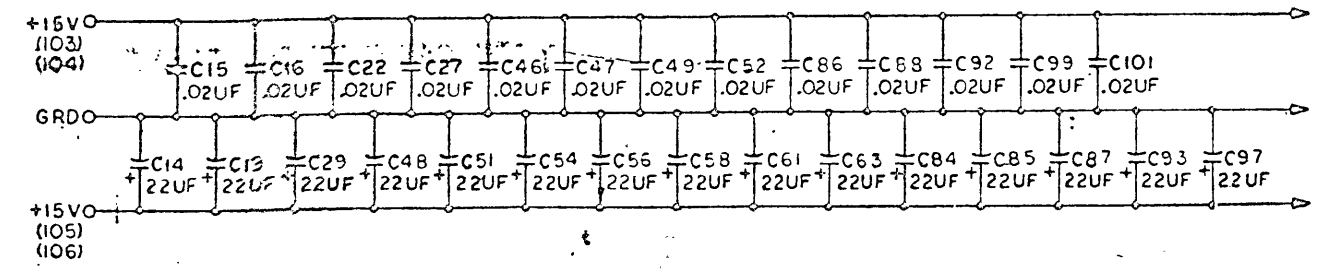 +15V
(103)
(104)
C15 C16 C22 C27 C46 C47 C49 C52 C86 C88 C92 C99 C101
.02UF .02UF .02UF .02UF .02UF .02UF .02UF .02UF .02UF .02UF .02UF .02UF .02UF
GRD
C14 C19 C29 C48 C51 C54 C56 C58 C61 C63 C84 C85 C87 C93 C97
+ 22UF + 22UF + 22UF + 22UF + 22UF + 22UF + 22UF + 22UF + 22UF + 22UF + 22UF + 22UF + 22UF + 22UF + 22UF
+15V
(105)
(106)